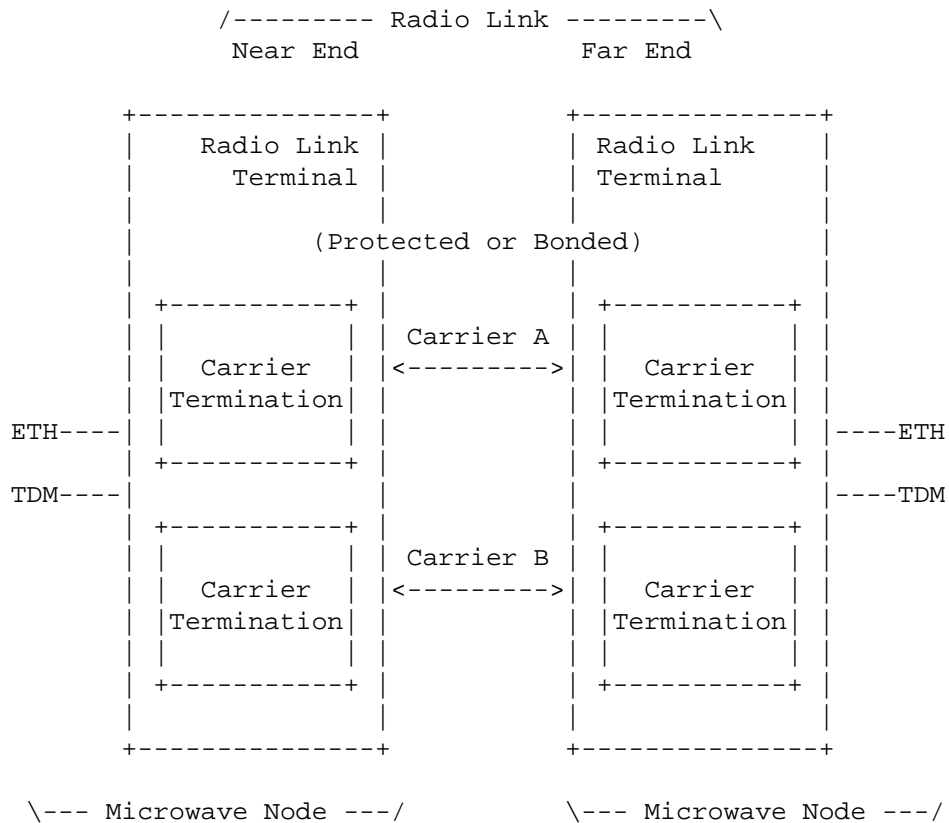 /--------- Radio Link ---------\
Near End Far End
Radio Link Radio Link
Terminal Terminal
(Protected or Bonded)
Carrier A
Carrier <---------> Carrier
Termination Termination
ETH---- ----ETH
TDM---- ----TDM
Carrier B
Carrier <---------> Carrier
Termination Termination
\--- Microwave Node ---/ \--- Microwave Node ---/